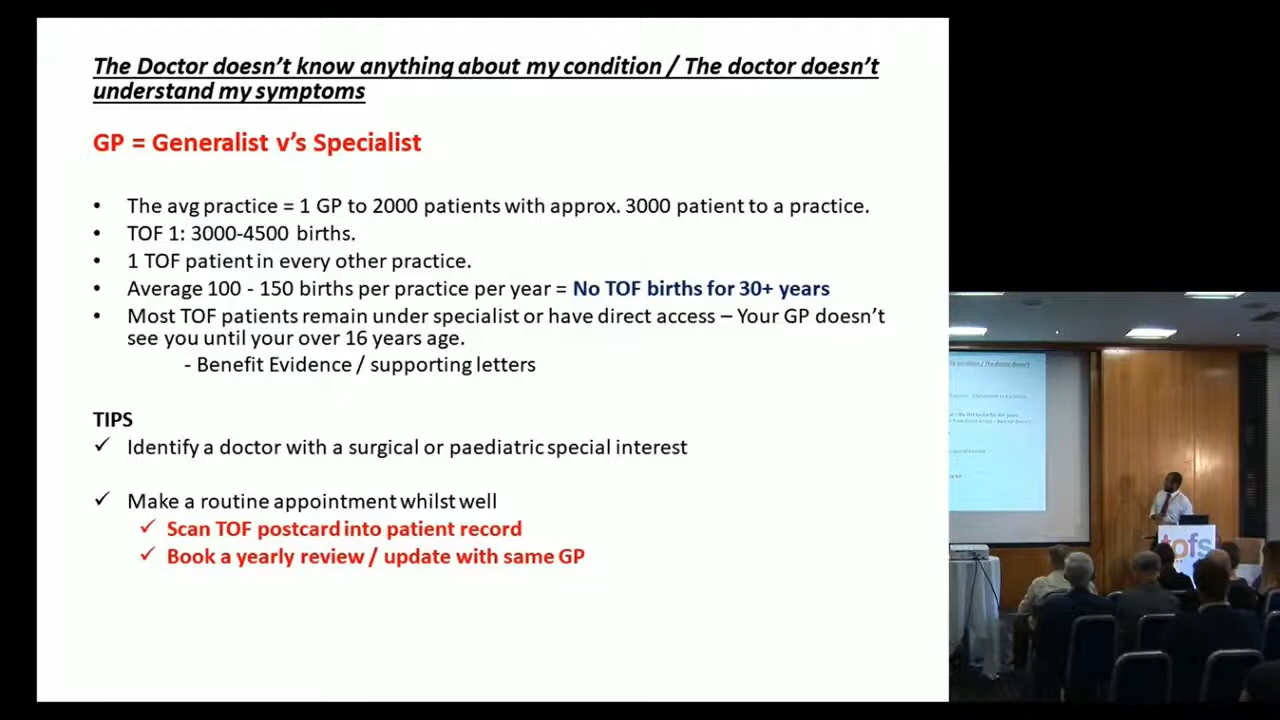 The Doctor doesn't know anything about my condition / The doctor doesn't
understand my symptoms
GP = Generalist v's Specialist
• The avg practice = 1 GP to 2000 patients with approx. 3000 patient to a practice.
• TOF 1: 3000-4500 births.
• 1 TOF patient in every other practice.
• Average 100 - 150 births per practice per year = No TOF births for 30+ years
• Most TOF patients remain under specialist or have direct access – Your GP doesn't
see you until your over 16 years age.
- Benefit Evidence / supporting letters
TIPS
✓ Identify a doctor with a surgical or paediatric special interest
✓ Make a routine appointment whilst well
✓ Scan TOF postcard into patient record
✓ Book a yearly review / update with same GP
tofs